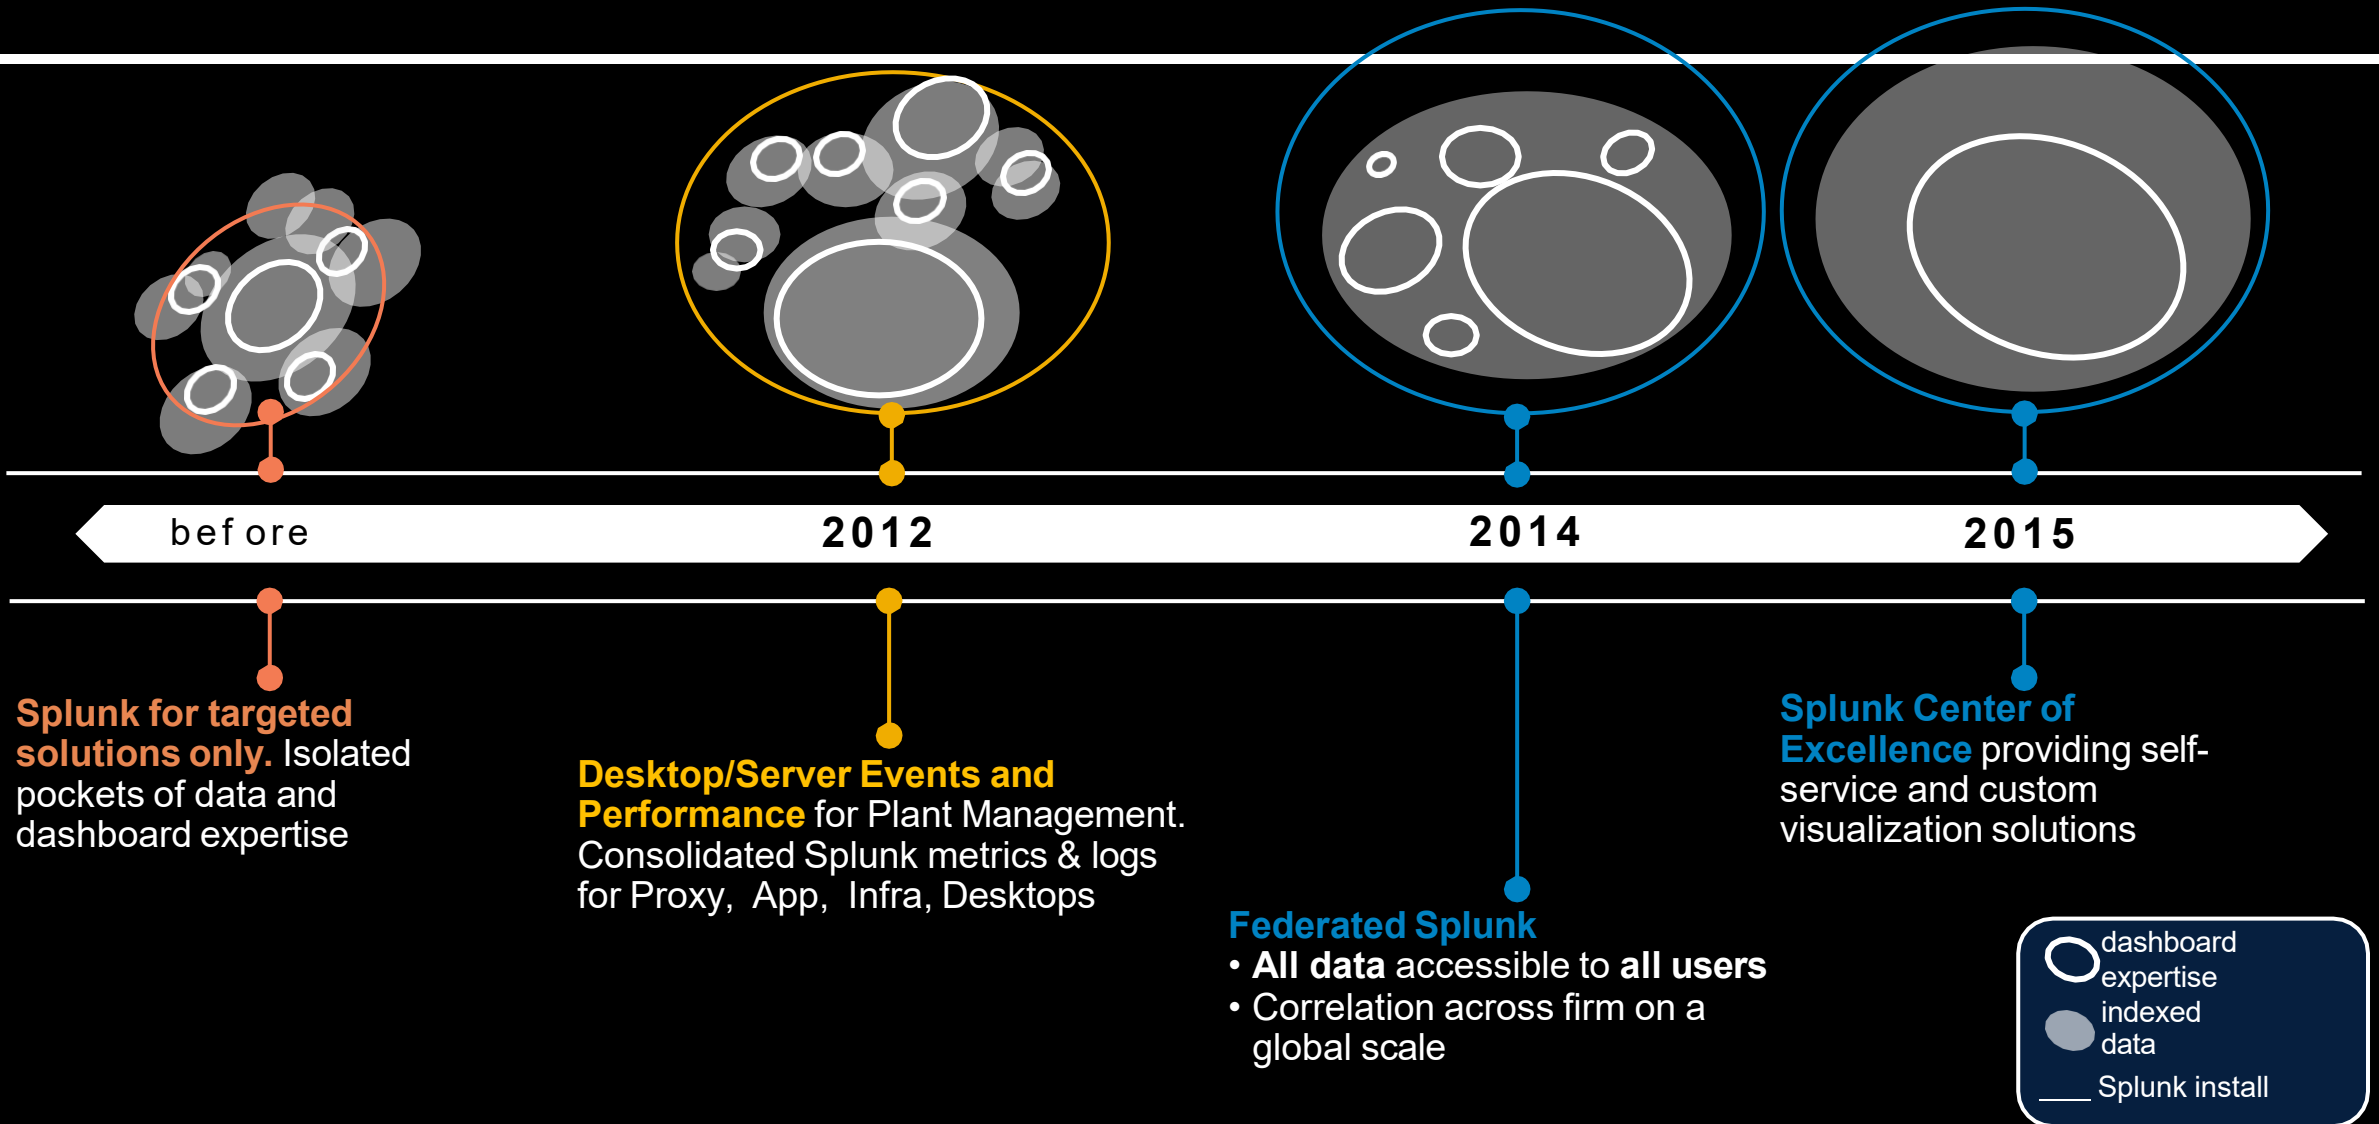 before
2012
2014
2015
Splunk for targeted
solutions only. Isolated
pockets of data and
dashboard expertise
Desktop/Server Events and
Performance for Plant Management.
Consolidated Splunk metrics & logs
for Proxy, App, Infra, Desktops
Federated Splunk
• All data accessible to all users
• Correlation across firm on a
global scale
Splunk Center of
Excellence providing self-
service and custom
visualization solutions
dashboard
expertise
indexed
data
Splunk install